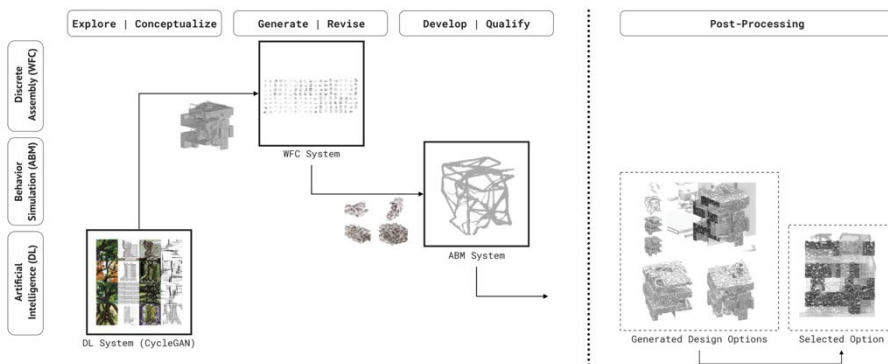 Explore | Conceptualize
Generate | Revise
Develop | Qualify
Post-Processing
Discrete
Assembly (WFC)
Behavior
Simulation (ABM)
Artificial
Intelligence (DL)
WFC System
ABM System
DL System (CycleGAN)
Generated Design Options
Selected Option